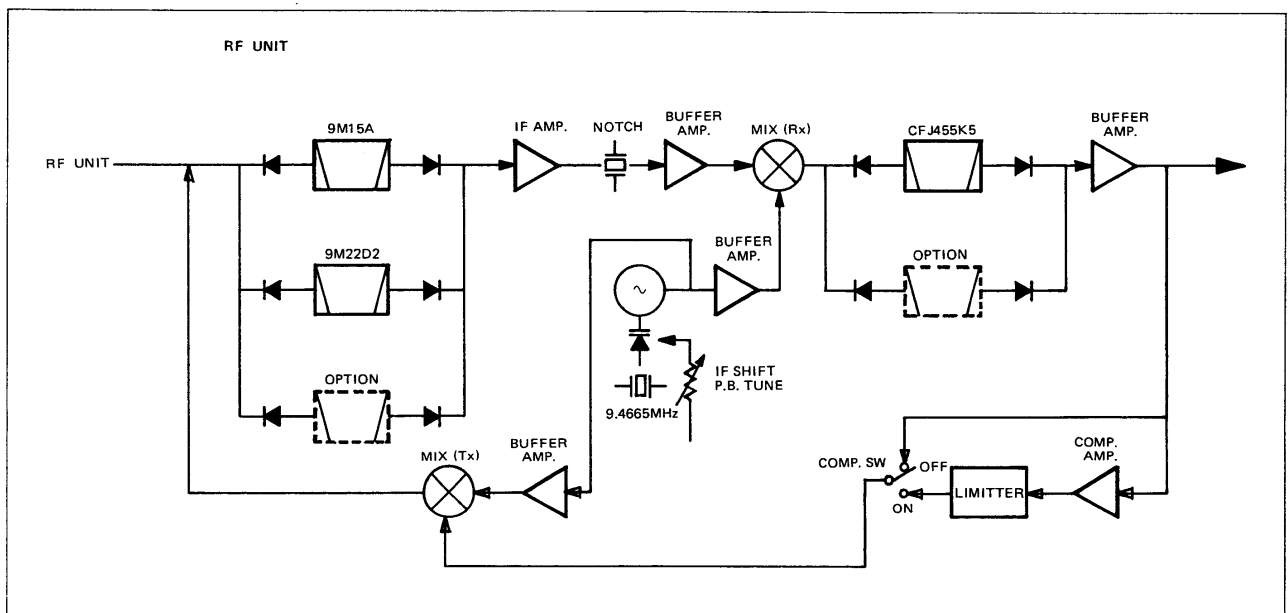 RF UNIT
9M15A
IF AMP.
NOTCH
BUFFER
AMP.
MIX (Rx)
CFJ455K5
BUFFER
AMP.
RF UNIT
9M22D2
BUFFER
AMP.
OPTION
~
OPTION
IF SHIFT
P.B. TUNE
9.4665MHz
MIX (Tx)
BUFFER
AMP.
COMP. SW
OFF
ON
LIMITTER
COMP.
AMP.